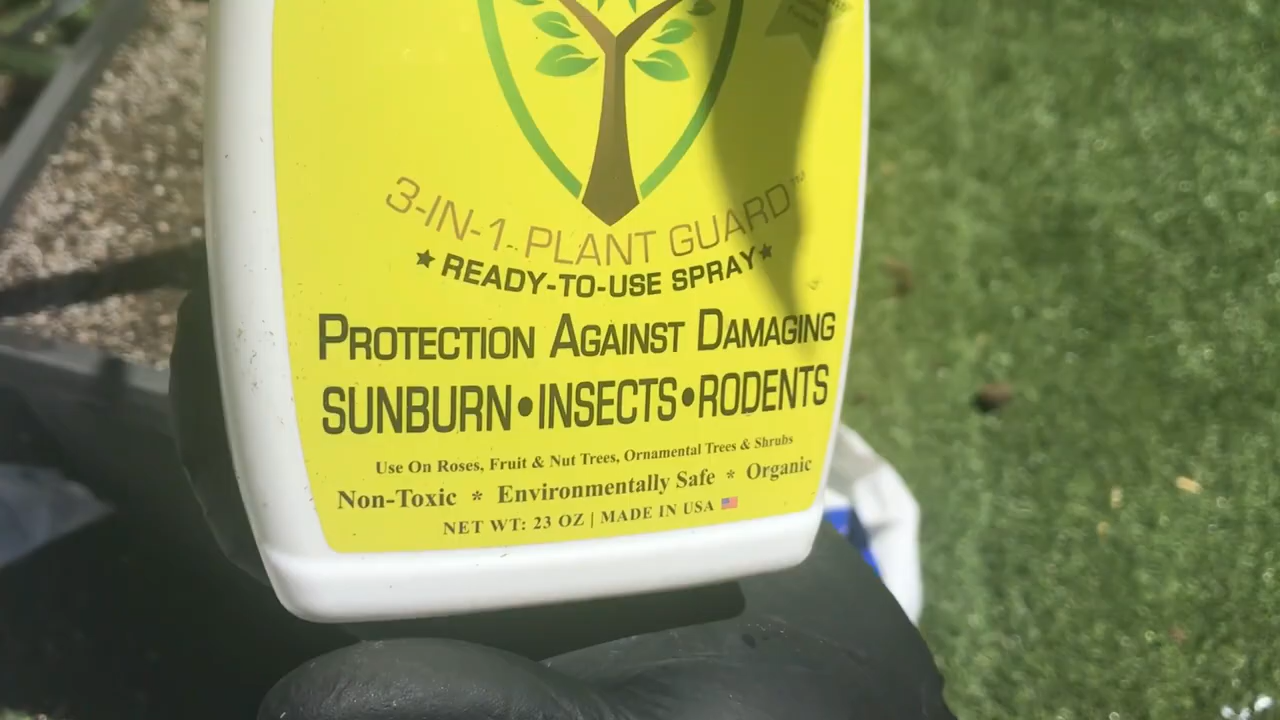 3-IN-1 PLANT GUARD™
★ READY-TO-USE SPRAY ★
PROTECTION AGAINST DAMAGING
SUNBURN•INSECTS•RODENTS
Use On Roses, Fruit & Nut Trees, Ornamental Trees & Shrubs
Non-Toxic * Environmentally Safe * Organic
NET WT: 23 OZ | MADE IN USA